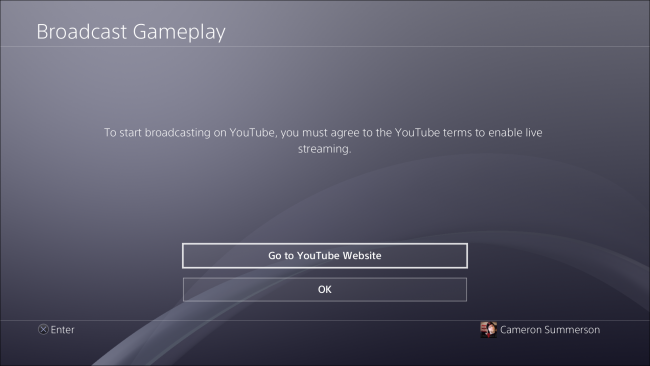 Broadcast Gameplay
To start broadcasting on YouTube, you must agree to the YouTube terms to enable live
streaming.
Go to YouTube Website
OK
Enter
Cameron Summerson